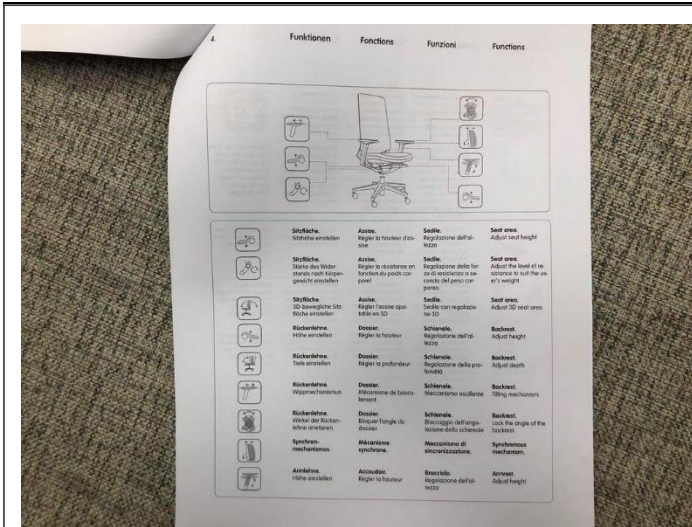 4.
Funktionen Fonctions Funzioni Functions
Sitzfläche. Assise. Sedile. Seat area.
Sitzhöhe einstellen Régler la hauteur d'as- Regolazione dell'al- Adjust seat height
sise tezza
Sitzfläche. Assise. Sedile. Seat area.
Stärke des Wider- Régler la résistance en Regolazione della for- Adjust the level of re-
stands nach Körper- fonction du poids cor- za di resistenza a se- sistance to suit the us-
gewicht einstellen porel conda del peso cor- er's weight
poreo
Sitzfläche. Assise. Sedile. Seat area.
3D-bewegliche Sitz- Régler l'assise ajus- Sedile con regolazio- Adjust 3D seat area
fläche einstellen table en 3D ne 3D
Rückenlehne. Dossier. Schienale. Backrest.
Höhe einstellen Régler la hauteur Regolazione dell'al- Adjust height
tezza
Rückenlehne. Dossier. Schienale. Backrest.
Tiefe einstellen Régler la profondeur Regolazione della pro- Adjust depth
fondità
Rückenlehne. Dossier. Schienale. Backrest.
Wippmechanismus Mécanisme de bascu- Meccanismo oscillante Tilting mechanism
lement
Rückenlehne. Dossier. Schienale. Backrest.
Winkel der Rücken- Bloquer l'angle du Bloccaggio dell'ango- Lock the angle of the
lehne arretieren dossier lazione dello schienale backrest
Synchron- Mécanisme Meccanismo di Synchronous
mechanismus. synchrone. sincronizzazione. mechanism.
Armlehne. Accoudoir. Bracciolo. Armrest.
Höhe einstellen Régler la hauteur Regolazione dell'al- Adjust height
tezza